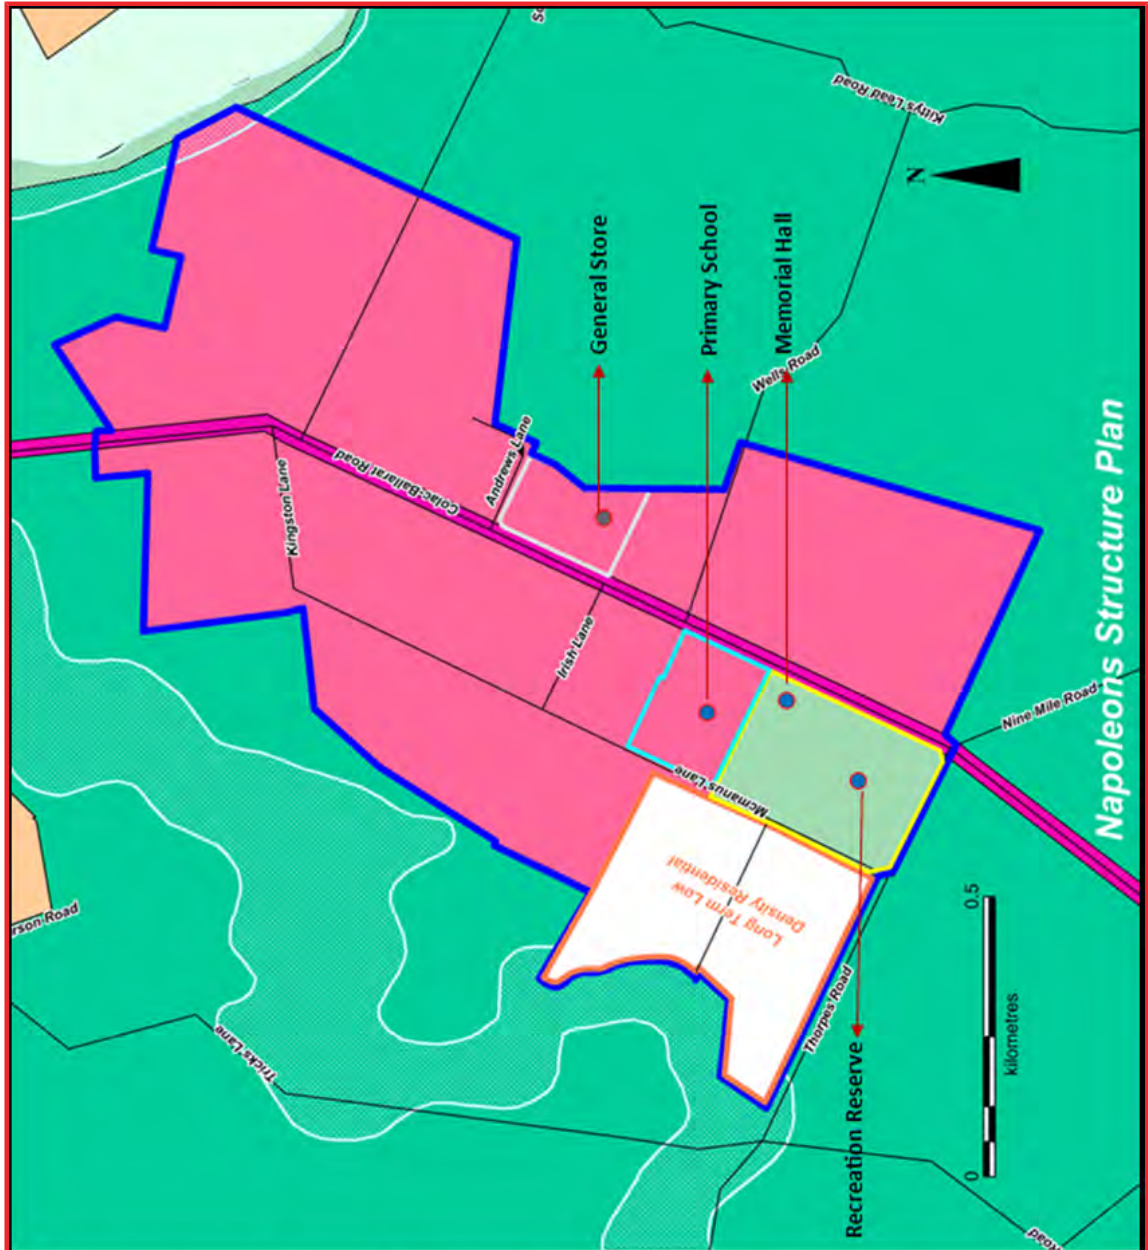 Napoleons Structure Plan
N
Kittys Lead Road
General Store
Primary School
Memorial Hall
Wells Road
Andrews Lane
Colac-Ballarat Road
Kingston Lane
Irish Lane
Mcmanus Lane
Nine Mile Road
Long Term Low
Density Residential
Thorpes Road
Tricks Lane
Recreation Reserve
0
0.5
kilometres
rson Road
Road